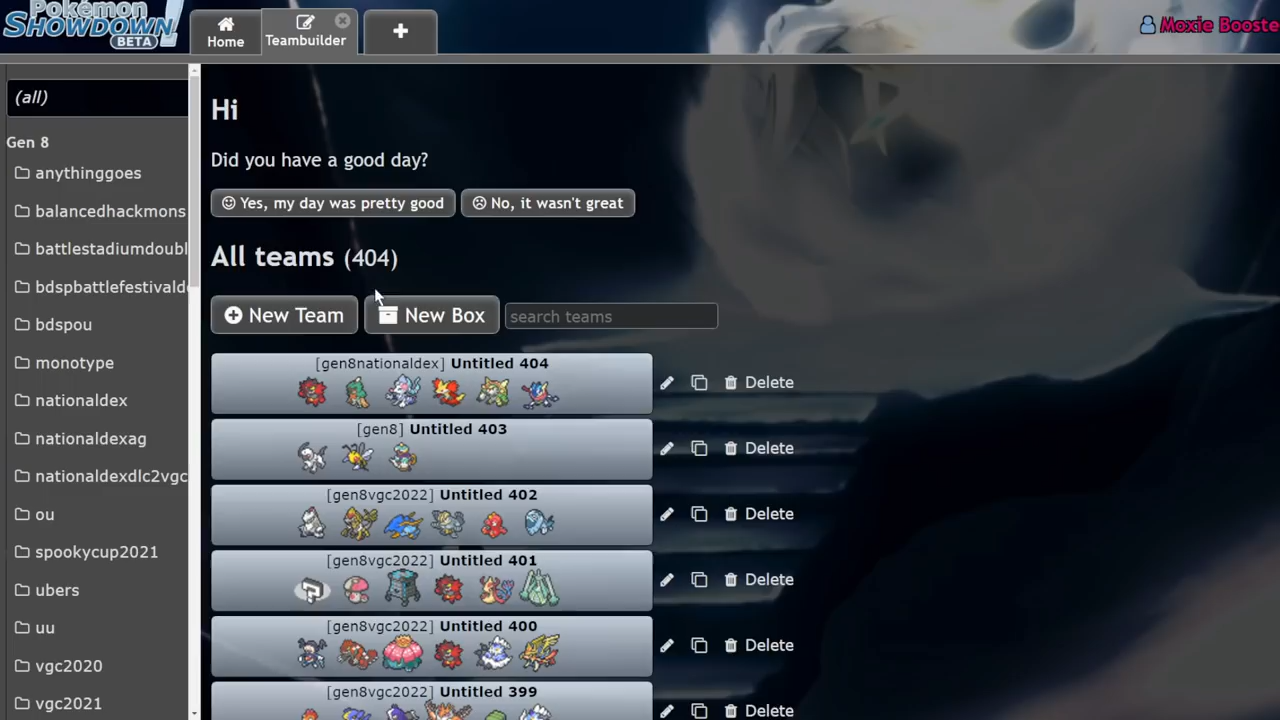 Pokémon
SHOWDOWN!
BETA
Home
Teambuilder
Moxie Booste
(all)
Gen 8
anythinggoes
balancedhackmons
battlestadiumdoubl
bdspbattlefestivald
bdspou
monotype
nationaldex
nationaldexag
nationaldexdlc2vgc
ou
spookycup2021
ubers
uu
vgc2020
vgc2021
Hi
Did you have a good day?
Yes, my day was pretty good
No, it wasn't great
All teams (404)
New Team
New Box
search teams
[gen8nationaldex] Untitled 404
Delete
[gen8] Untitled 403
Delete
[gen8vgc2022] Untitled 402
Delete
[gen8vgc2022] Untitled 401
Delete
[gen8vgc2022] Untitled 400
Delete
[gen8vgc2022] Untitled 399
Delete